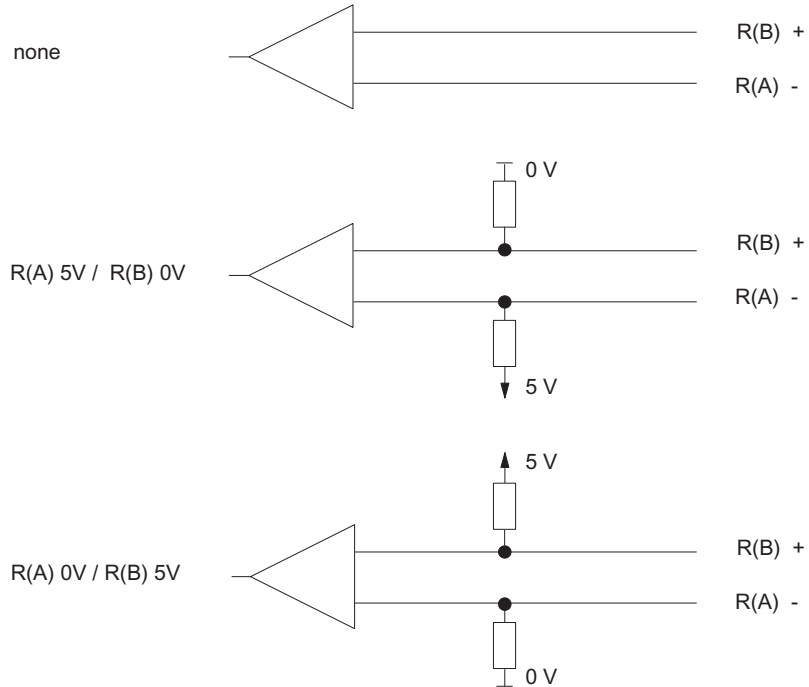 R(B) +
none
R(A) -
0 V
R(B) +
R(A) 5V / R(B) 0V
R(A) -
5 V
5 V
R(B) +
R(A) 0V / R(B) 5V
R(A) -
0 V